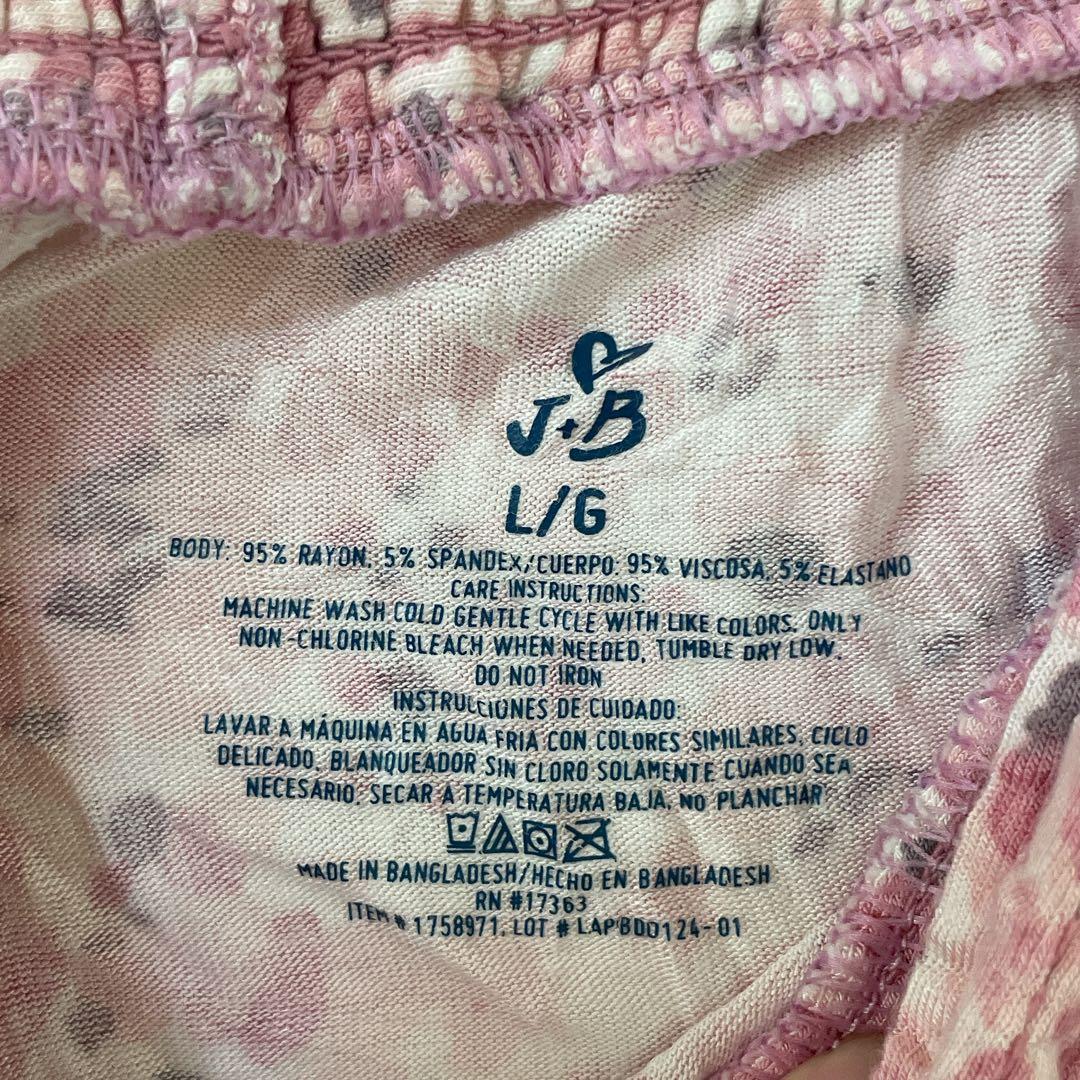 J+B
L/G
BODY: 95% RAYON, 5% SPANDEX/CUERPO: 95% VISCOSA, 5% ELASTANO
CARE INSTRUCTIONS:
MACHINE WASH COLD GENTLE CYCLE WITH LIKE COLORS. ONLY
NON-CHLORINE BLEACH WHEN NEEDED, TUMBLE DRY LOW.
DO NOT IRON
INSTRUCCIONES DE CUIDADO:
LAVAR A MÁQUINA EN AGUA FRIA CON COLORES SIMILARES, CICLO
DELICADO, BLANQUEADOR SIN CLORO SOLAMENTE CUANDO SEA
NECESARIO. SECAR A TEMPERATURA BAJA. NO PLANCHAR
MADE IN BANGLADESH/HECHO EN BANGLADESH
RN #17363
ITEM # 1758971, LOT # LAPBDD124-01